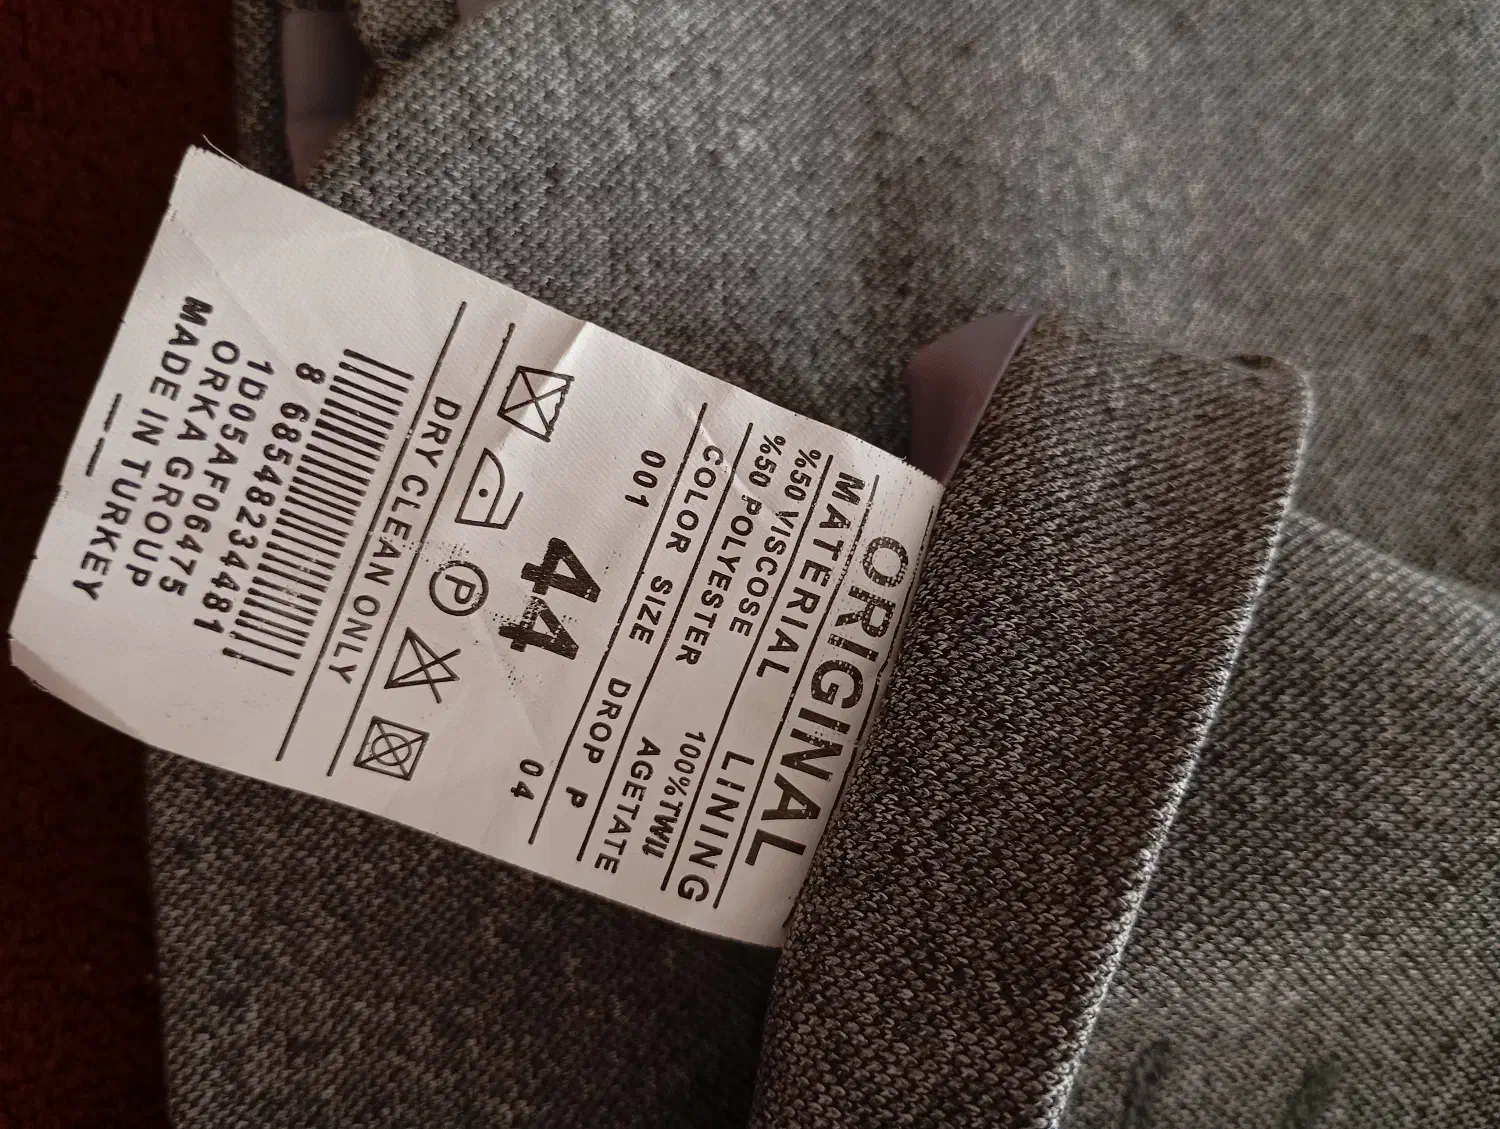 ORIGINAL
MATERIAL LINING
%50 VISCOSE 100%TWill
%50 POLYESTER AGETATE
COLOR SIZE DROP P
001 44 04
P
DRY CLEAN ONLY
8 685482344481
1D05AF06475
ORKA GROUP
MADE IN TURKEY